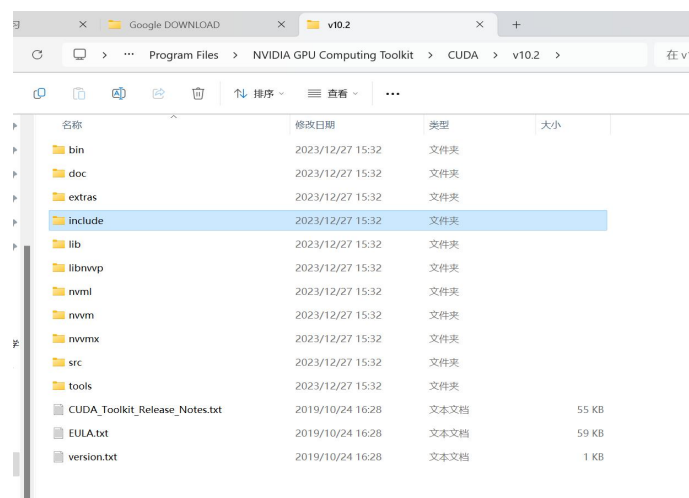 习 Google DOWNLOAD v10.2
··· Program Files > NVIDIA GPU Computing Toolkit > CUDA > v10.2 > 在 v1
排序 查看 ···
名称 修改日期 类型 大小
bin 2023/12/27 15:32 文件夹
doc 2023/12/27 15:32 文件夹
extras 2023/12/27 15:32 文件夹
include 2023/12/27 15:32 文件夹
lib 2023/12/27 15:32 文件夹
libnvvp 2023/12/27 15:32 文件夹
nvml 2023/12/27 15:32 文件夹
nvvm 2023/12/27 15:32 文件夹
nvvmx 2023/12/27 15:32 文件夹
学 src 2023/12/27 15:32 文件夹
tools 2023/12/27 15:32 文件夹
CUDA_Toolkit_Release_Notes.txt 2019/10/24 16:28 文本文档 55 KB
EULA.txt 2019/10/24 16:28 文本文档 59 KB
version.txt 2019/10/24 16:28 文本文档 1 KB